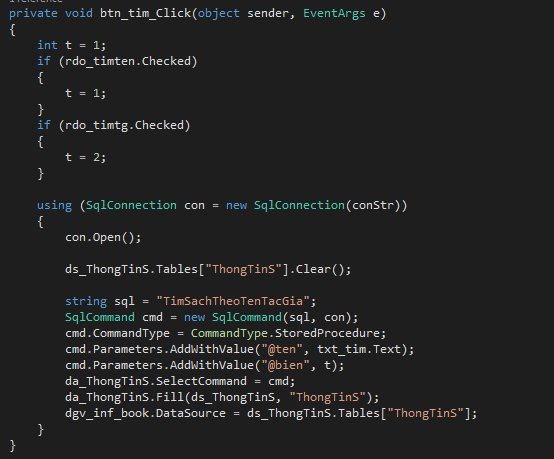 private void btn_tim_Click(object sender, EventArgs e)
{
int t = 1;
if (rdo_timten.Checked)
{
t = 1;
}
if (rdo_timtg.Checked)
{
t = 2;
}
using (SqlConnection con = new SqlConnection(conStr))
{
con.Open();
ds_ThongTinS.Tables["ThongTinS"].Clear();
string sql = "TimSachTheoTenTacGia";
SqlCommand cmd = new SqlCommand(sql, con);
cmd.CommandType = CommandType.StoredProcedure;
cmd.Parameters.AddWithValue("@ten", txt_tim.Text);
cmd.Parameters.AddWithValue("@bien", t);
da_ThongTinS.SelectCommand = cmd;
da_ThongTinS.Fill(ds_ThongTinS, "ThongTinS");
dgv_inf_book.DataSource = ds_ThongTinS.Tables["ThongTinS"];
}
}